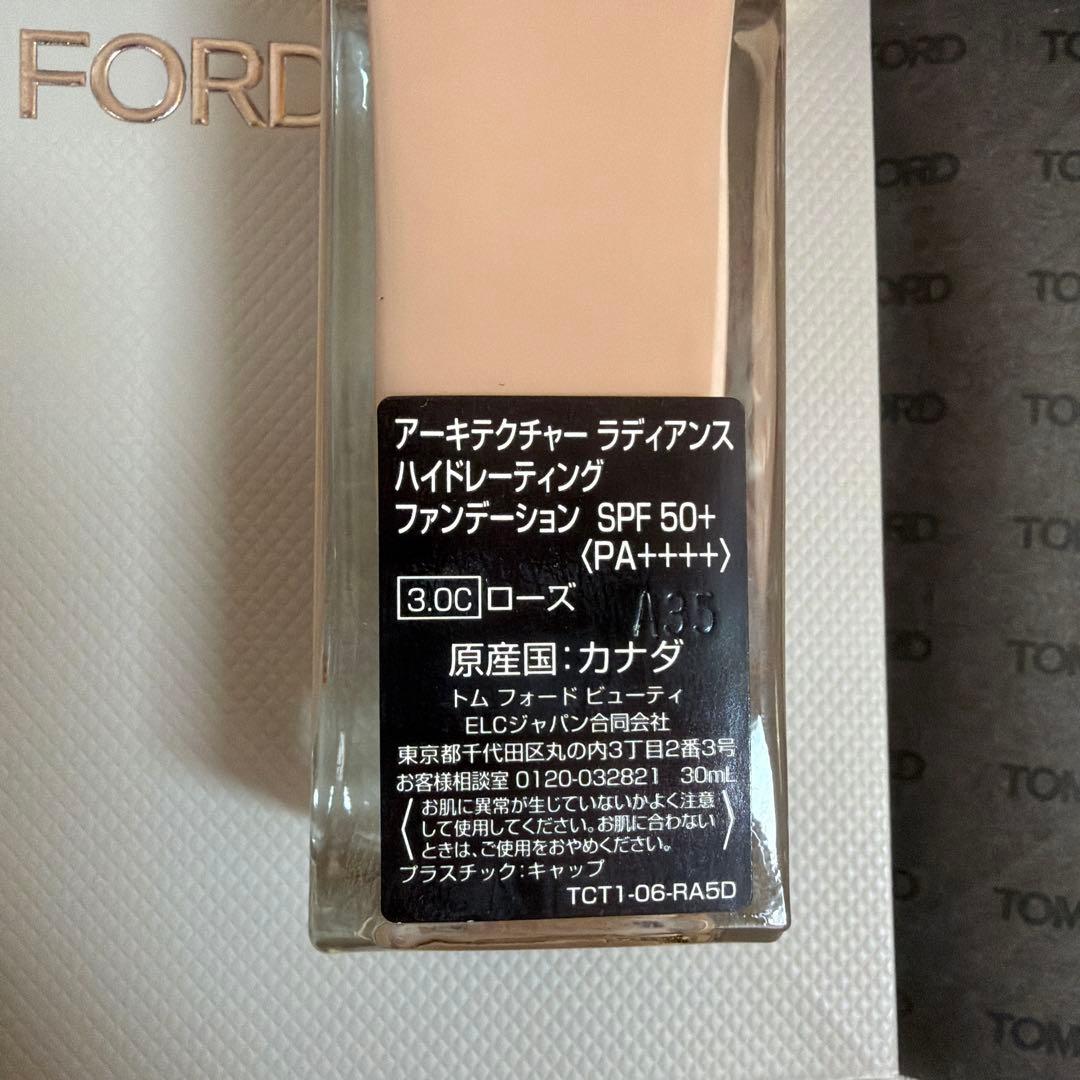 FORD
アーキテクチャー ラディアンス
ハイドレーティング
ファンデーション SPF 50+
〈PA++++〉
3.0C ローズ
A35
原産国:カナダ
トム フォード ビューティ
ELCジャパン合同会社
東京都千代田区丸の内3丁目2番3号
お客様相談室 0120-032821 30mL
〈お肌に異常が生じていないかよく注意
して使用してください。お肌に合わない
ときは、ご使用をおやめください。〉
プラスチック:キャップ
TCT1-06-RA5D
FORD TO
ORD TO
ORD TO
ORD TO
TOM
TOM
TOM
TOM
TOM